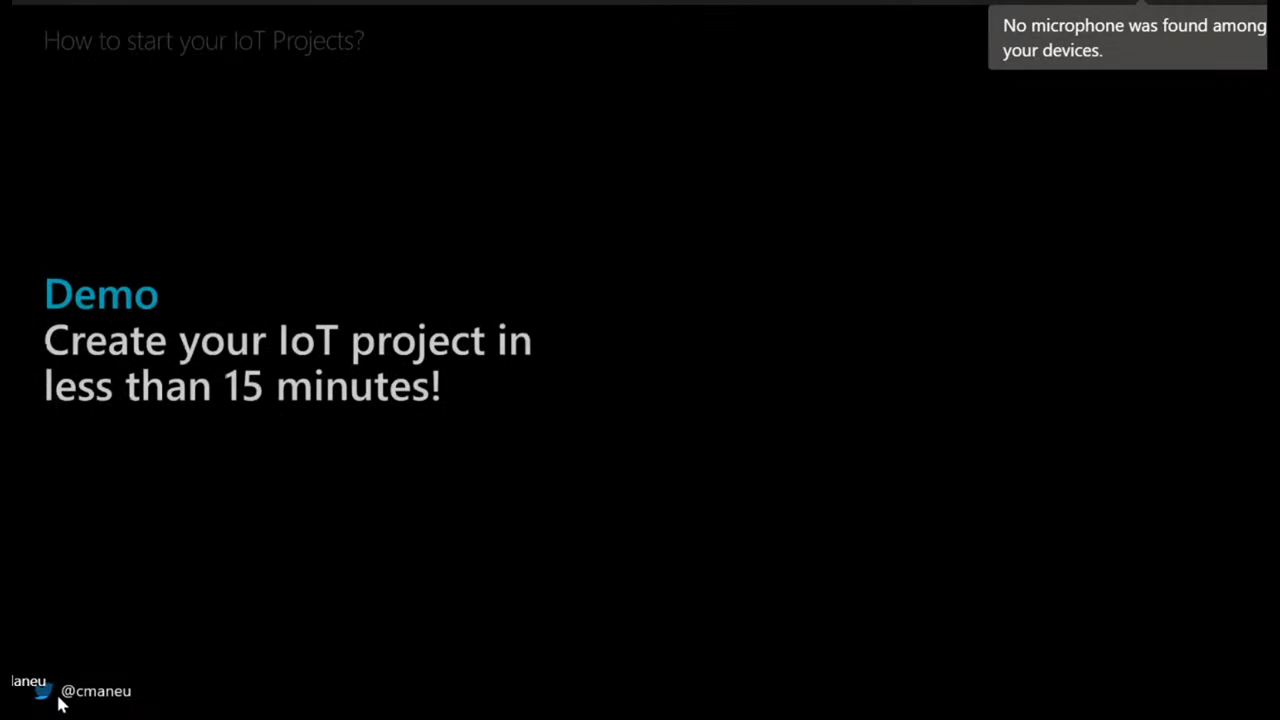 How to start your IoT Projects?
No microphone was found among
your devices.
Demo
Create your IoT project in
less than 15 minutes!
laneu
@cmaneu